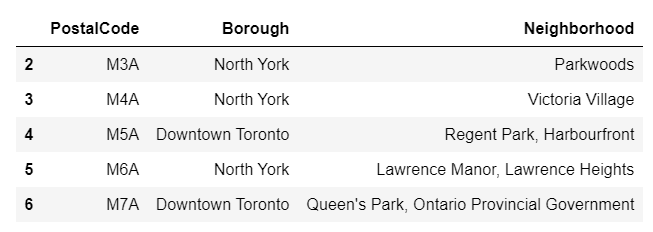 PostalCode Borough Neighborhood
2 M3A North York Parkwoods
3 M4A North York Victoria Village
4 M5A Downtown Toronto Regent Park, Harbourfront
5 M6A North York Lawrence Manor, Lawrence Heights
6 M7A Downtown Toronto Queen's Park, Ontario Provincial Government